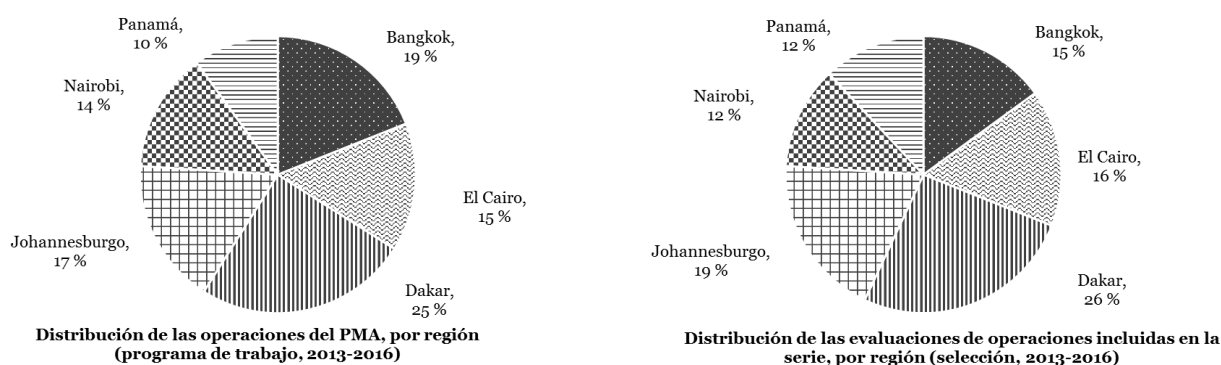 Panamá,
10 %
Bangkok,
19 %
Nairobi,
14 %
El Cairo,
15 %
Johannesburgo,
17 %
Dakar,
25 %
Distribución de las operaciones del PMA, por región
(programa de trabajo, 2013-2016)
Panamá,
12 %
Bangkok,
15 %
Nairobi,
12 %
El Cairo,
16 %
Johannesburgo,
19 %
Dakar,
26 %
Distribución de las evaluaciones de operaciones incluidas en la
serie, por región (selección, 2013-2016)